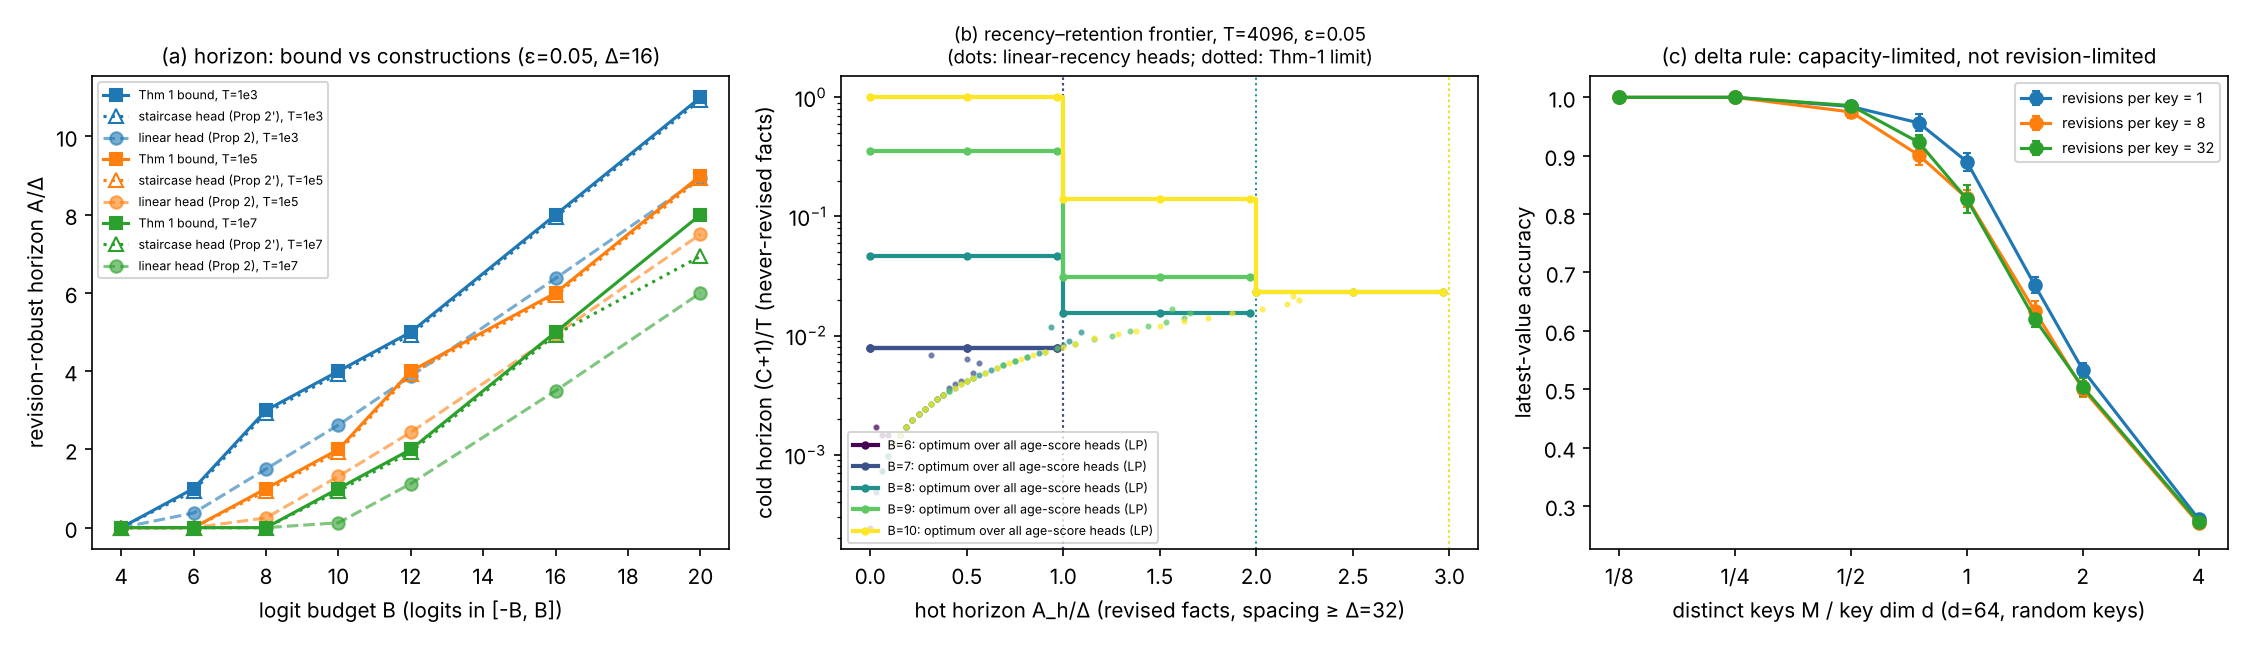 (a) horizon: bound vs constructions (ε=0.05, Δ=16)
revision-robust horizon A/Δ
10
8
6
4
2
0
Thm 1 bound, T=1e3
staircase head (Prop 2'), T=1e3
linear head (Prop 2), T=1e3
Thm 1 bound, T=1e5
staircase head (Prop 2'), T=1e5
linear head (Prop 2), T=1e5
Thm 1 bound, T=1e7
staircase head (Prop 2'), T=1e7
linear head (Prop 2), T=1e7
4 6 8 10 12 14 16 18 20
logit budget B (logits in [-B, B])
(b) recency–retention frontier, T=4096, ε=0.05
(dots: linear-recency heads; dotted: Thm-1 limit)
cold horizon (C+1)/T (never-revised facts)
10⁰
10⁻¹
10⁻²
10⁻³
B=6: optimum over all age-score heads (LP)
B=7: optimum over all age-score heads (LP)
B=8: optimum over all age-score heads (LP)
B=9: optimum over all age-score heads (LP)
B=10: optimum over all age-score heads (LP)
0.0 0.5 1.0 1.5 2.0 2.5 3.0
hot horizon A_h/Δ (revised facts, spacing ≥ Δ=32)
(c) delta rule: capacity-limited, not revision-limited
latest-value accuracy
1.0
0.9
0.8
0.7
0.6
0.5
0.4
0.3
revisions per key = 1
revisions per key = 8
revisions per key = 32
1/8 1/4 1/2 1 2 4
distinct keys M / key dim d (d=64, random keys)